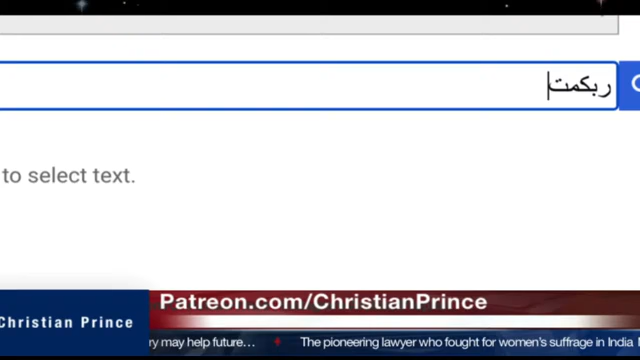 ربكمت
to select text.
Patreon.com/ChristianPrince
Christian Prince
may help future... The pioneering lawyer who fought for women's suffrage in India